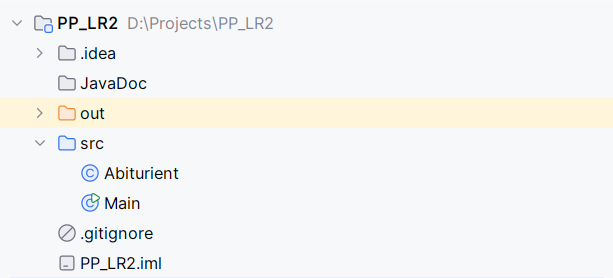 PP_LR2 D:\Projects\PP_LR2
.idea
JavaDoc
out
src
Abiturient
Main
.gitignore
PP_LR2.iml